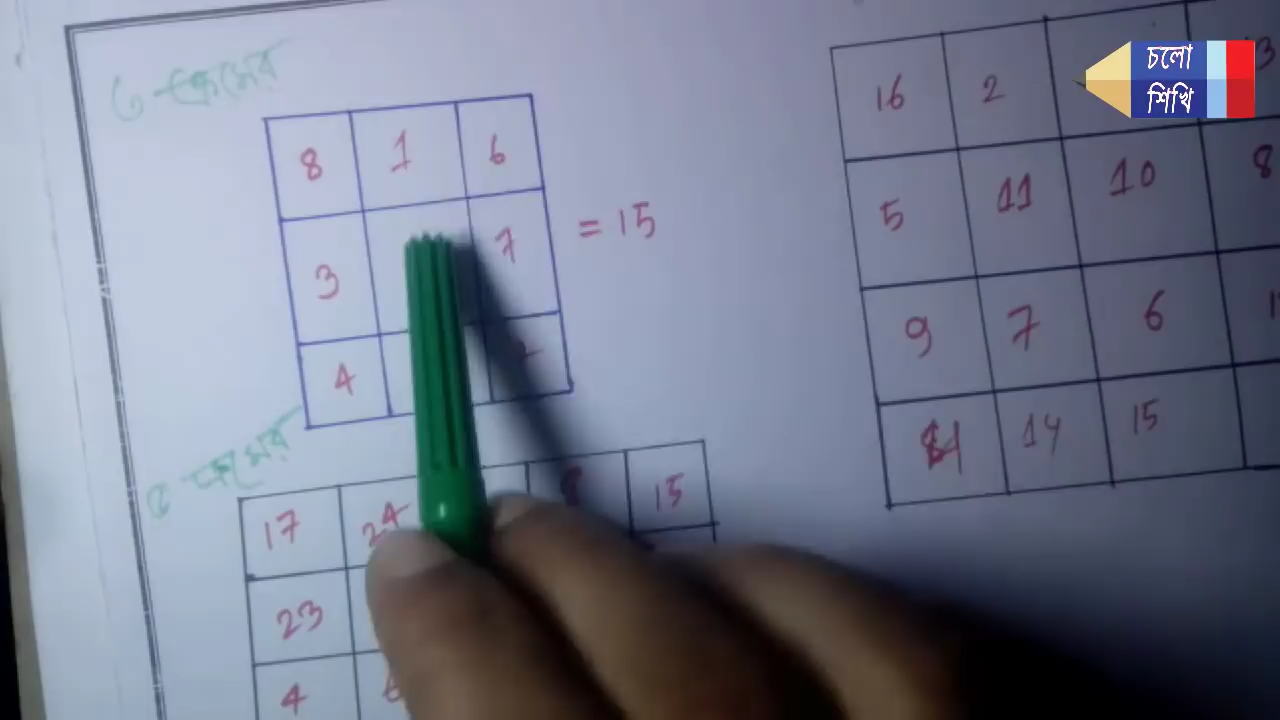 ৩ ক্রমের
8 1 6
3 7
4
= 15
৫ ক্রমের
17 24 8 15
23
4
16 2
5 11 10 8
9 7 6
14 15
চলো
শিখি